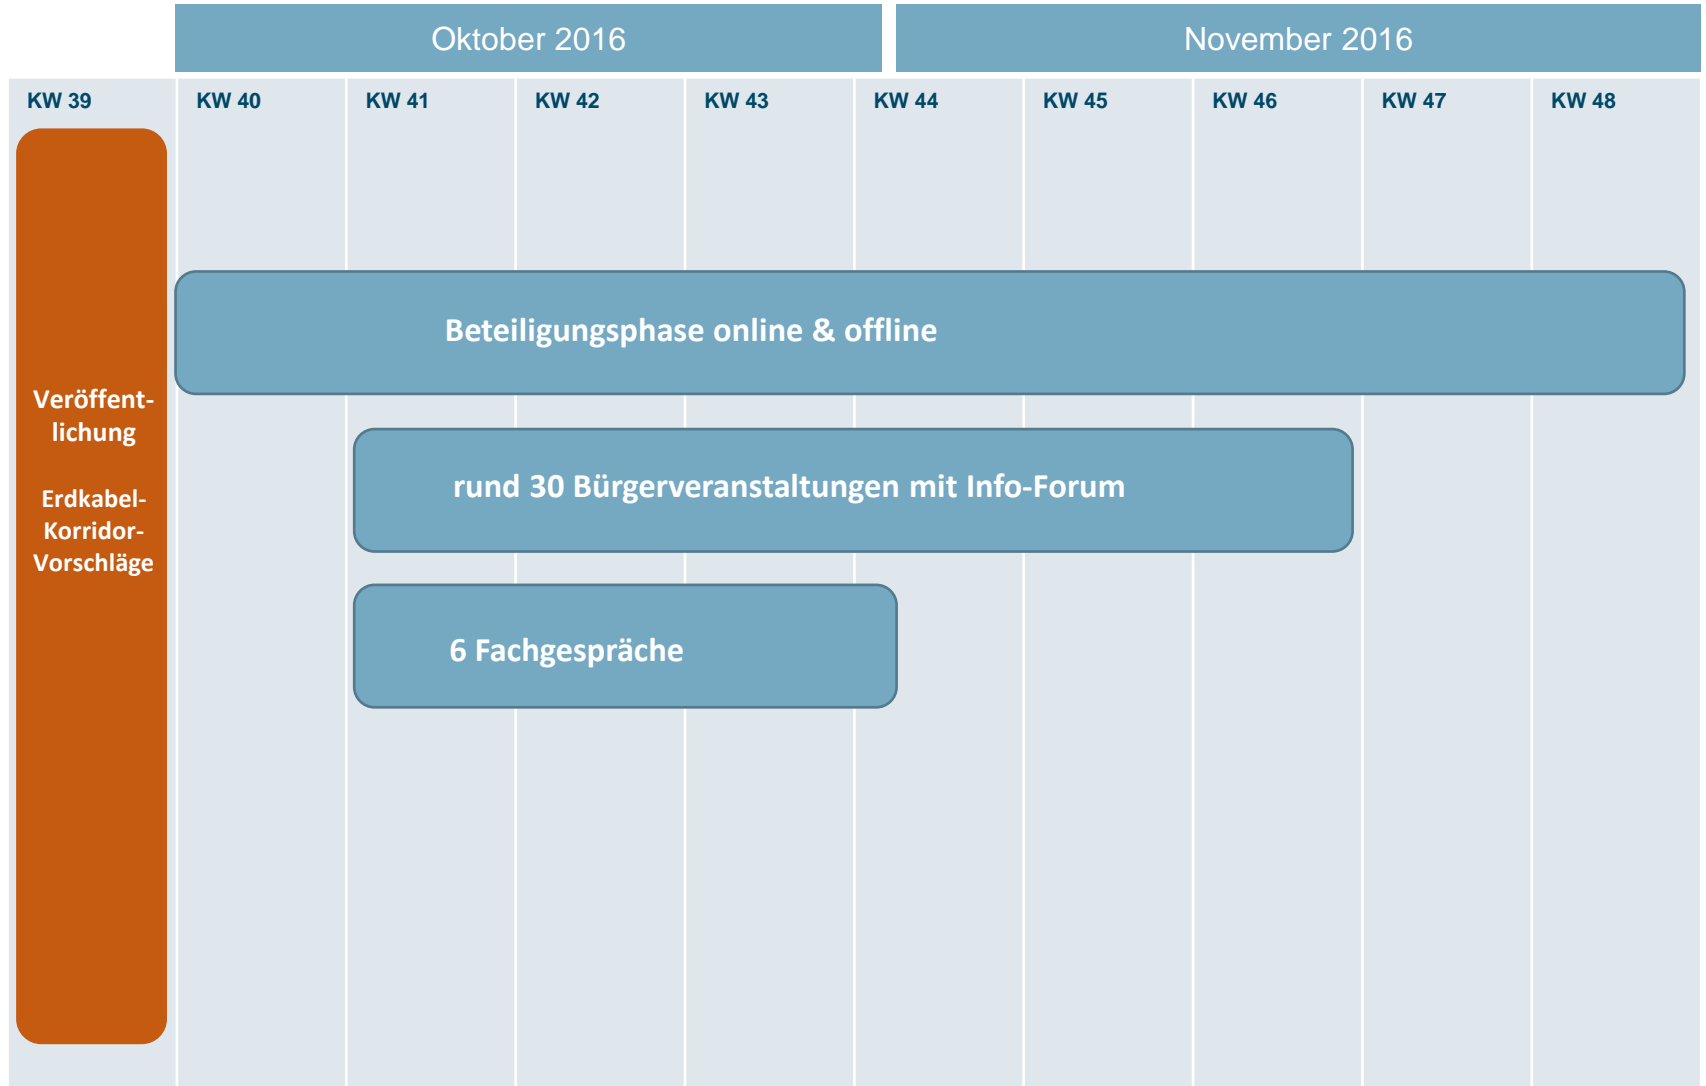 Oktober 2016
November 2016
KW 39
KW 40
KW 41
KW 42
KW 43
KW 44
KW 45
KW 46
KW 47
KW 48
Veröffent-
lichung
Erdkabel-
Korridor-
Vorschläge
Beteiligungsphase online & offline
rund 30 Bürgerveranstaltungen mit Info-Forum
6 Fachgespräche